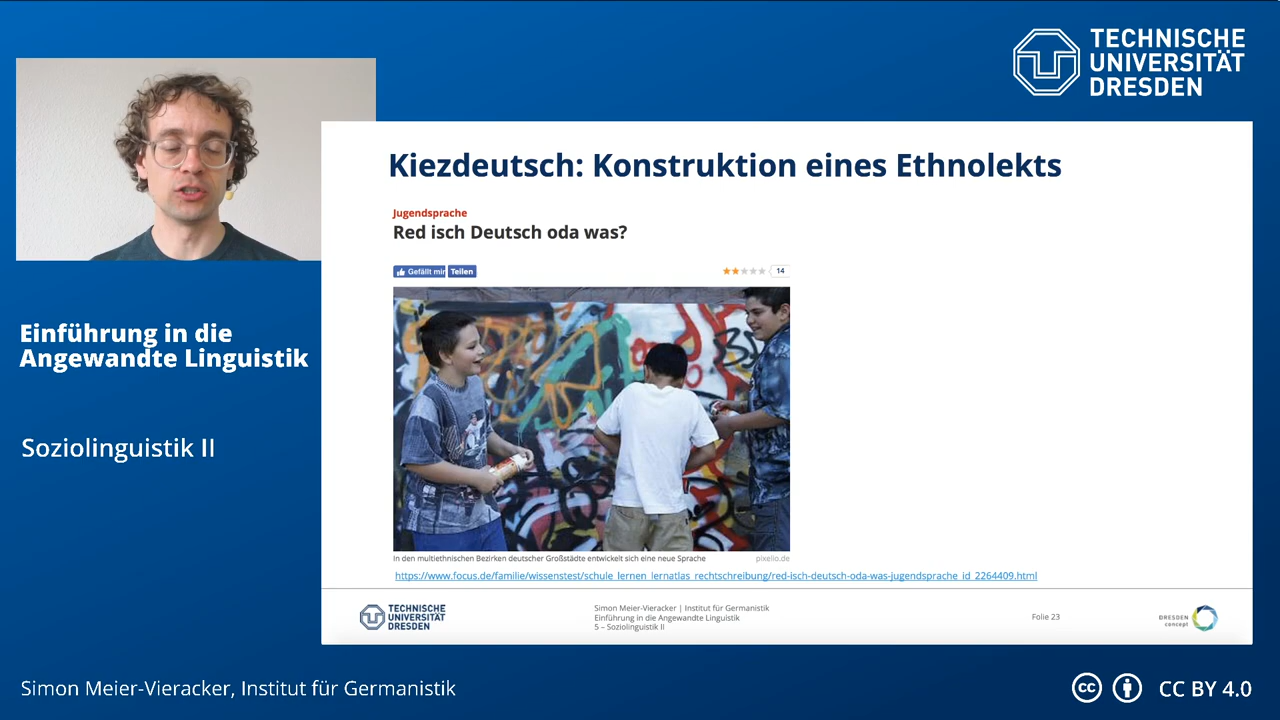 TECHNISCHE
UNIVERSITÄT
DRESDEN
Kiezdeutsch: Konstruktion eines Ethnolekts
Jugendsprache
Red isch Deutsch oda was?
Gefällt mir Teilen
14
In den multiethnischen Bezirken deutscher Großstädte entwickelt sich eine neue Sprache
pixelio.de
https://www.focus.de/familie/wissenstest/schule_lernen_lernatlas_rechtschreibung/red-isch-deutsch-oda-was-jugendsprache_id_2264409.html
Einführung in die
Angewandte Linguistik
Soziolinguistik II
TECHNISCHE
UNIVERSITÄT
DRESDEN
Simon Meier-Vieracker | Institut für Germanistik
Einführung in die Angewandte Linguistik
5 – Soziolinguistik II
Folie 23
DRESDEN
concept
Simon Meier-Vieracker, Institut für Germanistik
cc
CC BY 4.0